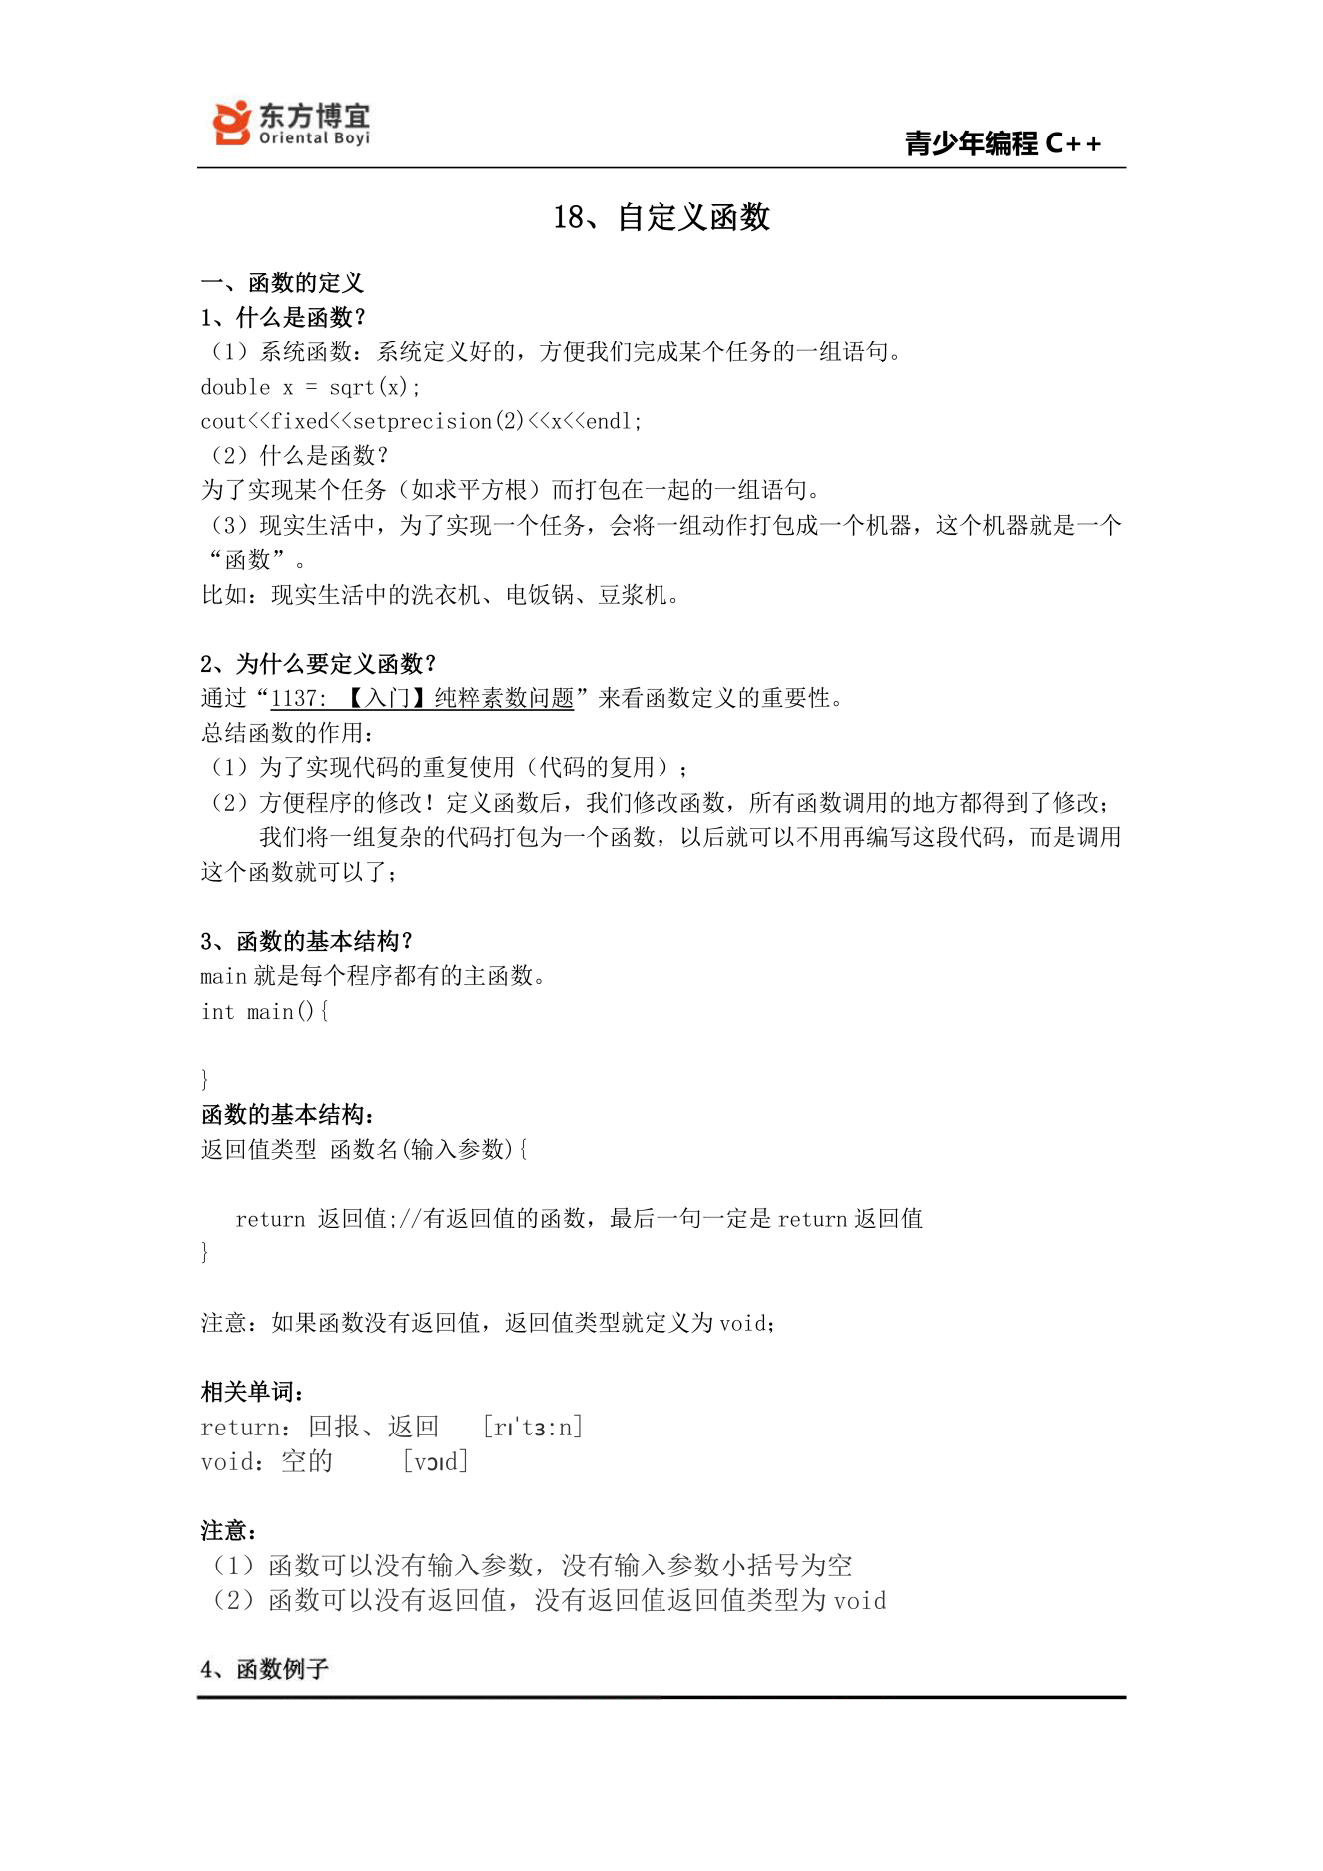 东方博宜
Oriental Boyi
青少年编程 C++
18、自定义函数
一、函数的定义
1、什么是函数？
（1）系统函数：系统定义好的，方便我们完成某个任务的一组语句。
double x = sqrt(x);
cout<<fixed<<setprecision(2)<<x<<endl;
（2）什么是函数？
为了实现某个任务（如求平方根）而打包在一起的一组语句。
（3）现实生活中，为了实现一个任务，会将一组动作打包成一个机器，这个机器就是一个
“函数”。
比如：现实生活中的洗衣机、电饭锅、豆浆机。
2、为什么要定义函数？
通过“1137: 【入门】纯粹素数问题”来看函数定义的重要性。
总结函数的作用：
（1）为了实现代码的重复使用（代码的复用）；
（2）方便程序的修改！定义函数后，我们修改函数，所有函数调用的地方都得到了修改；
我们将一组复杂的代码打包为一个函数，以后就可以不用再编写这段代码，而是调用
这个函数就可以了；
3、函数的基本结构？
main 就是每个程序都有的主函数。
int main(){
}
函数的基本结构：
返回值类型 函数名(输入参数){
return 返回值;//有返回值的函数，最后一句一定是 return 返回值
}
注意：如果函数没有返回值，返回值类型就定义为 void；
相关单词：
return：回报、返回 [rɪˈtɜːn]
void：空的 [vɔɪd]
注意：
（1）函数可以没有输入参数，没有输入参数小括号为空
（2）函数可以没有返回值，没有返回值返回值类型为 void
4、函数例子